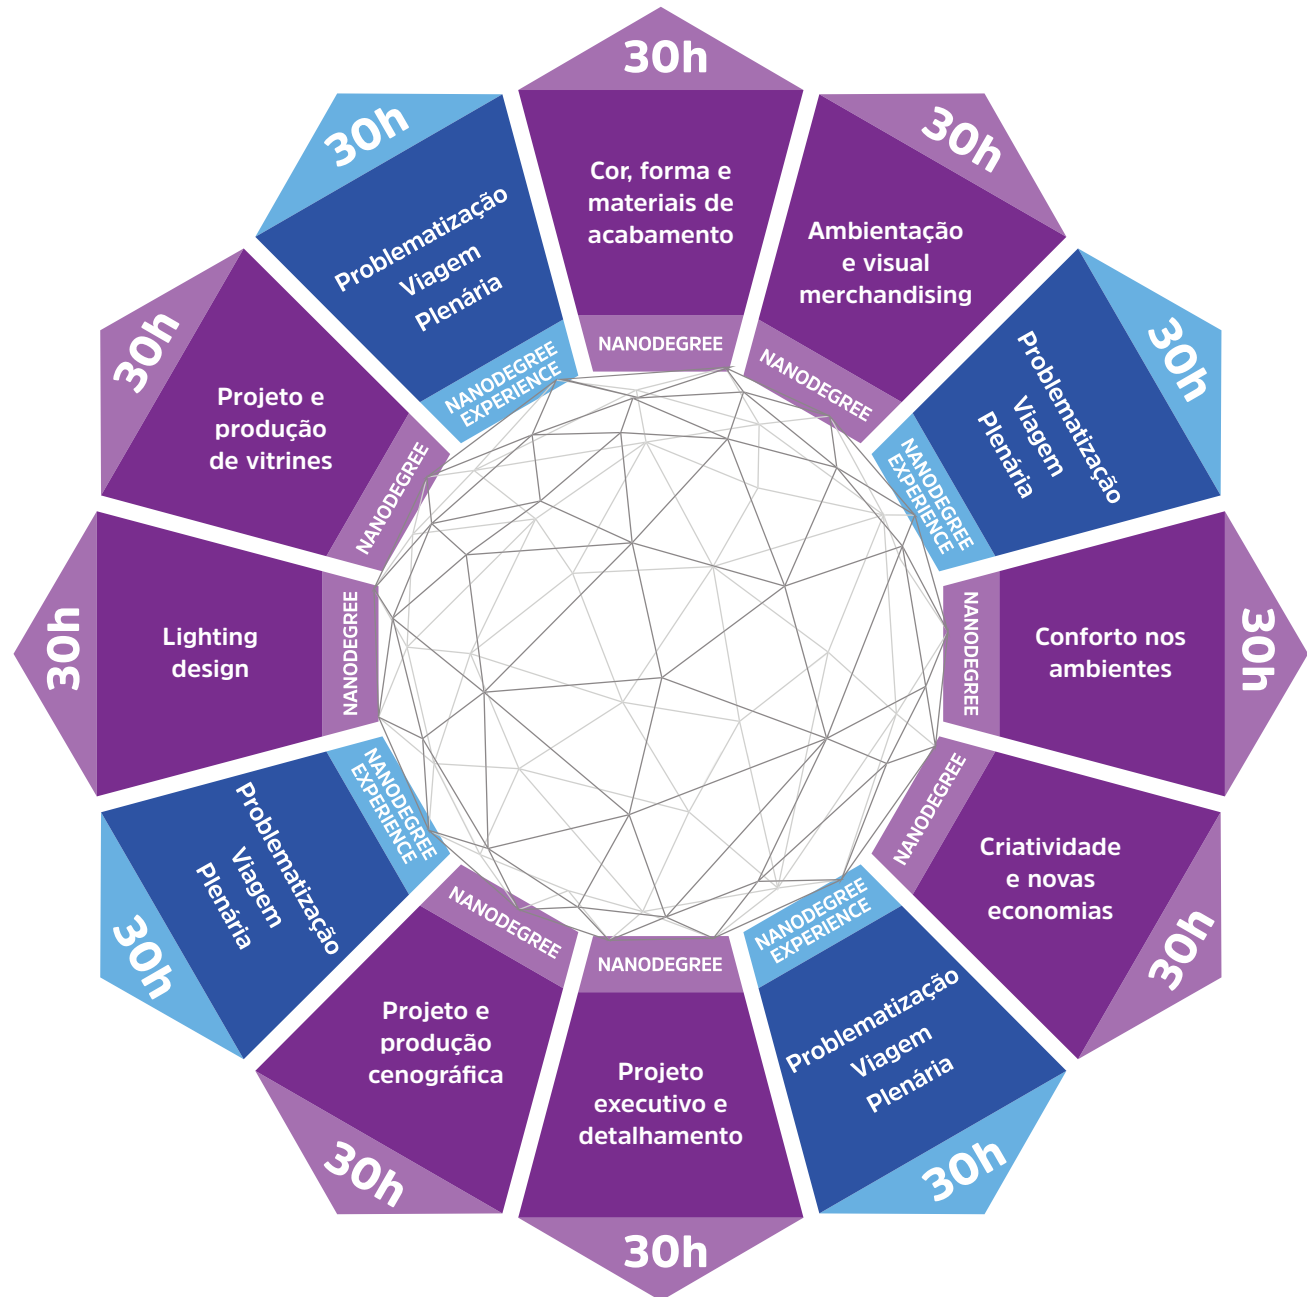 30h
Cor, forma e
materiais de
acabamento
NANODEGREE
30h
Ambientação
e visual
merchandising
NANODEGREE
30h
Problematização
Viagem
Plenária
NANODEGREE
EXPERIENCE
30h
Conforto nos
ambientes
NANODEGREE
30h
Criatividade
e novas
economias
NANODEGREE
30h
Problematização
Viagem
Plenária
NANODEGREE
EXPERIENCE
30h
Projeto
executivo e
detalhamento
NANODEGREE
30h
Projeto e
produção
cenográfica
NANODEGREE
30h
Problematização
Viagem
Plenária
NANODEGREE
EXPERIENCE
30h
Lighting
design
NANODEGREE
30h
Projeto e
produção
de vitrines
NANODEGREE
30h
Problematização
Viagem
Plenária
NANODEGREE
EXPERIENCE